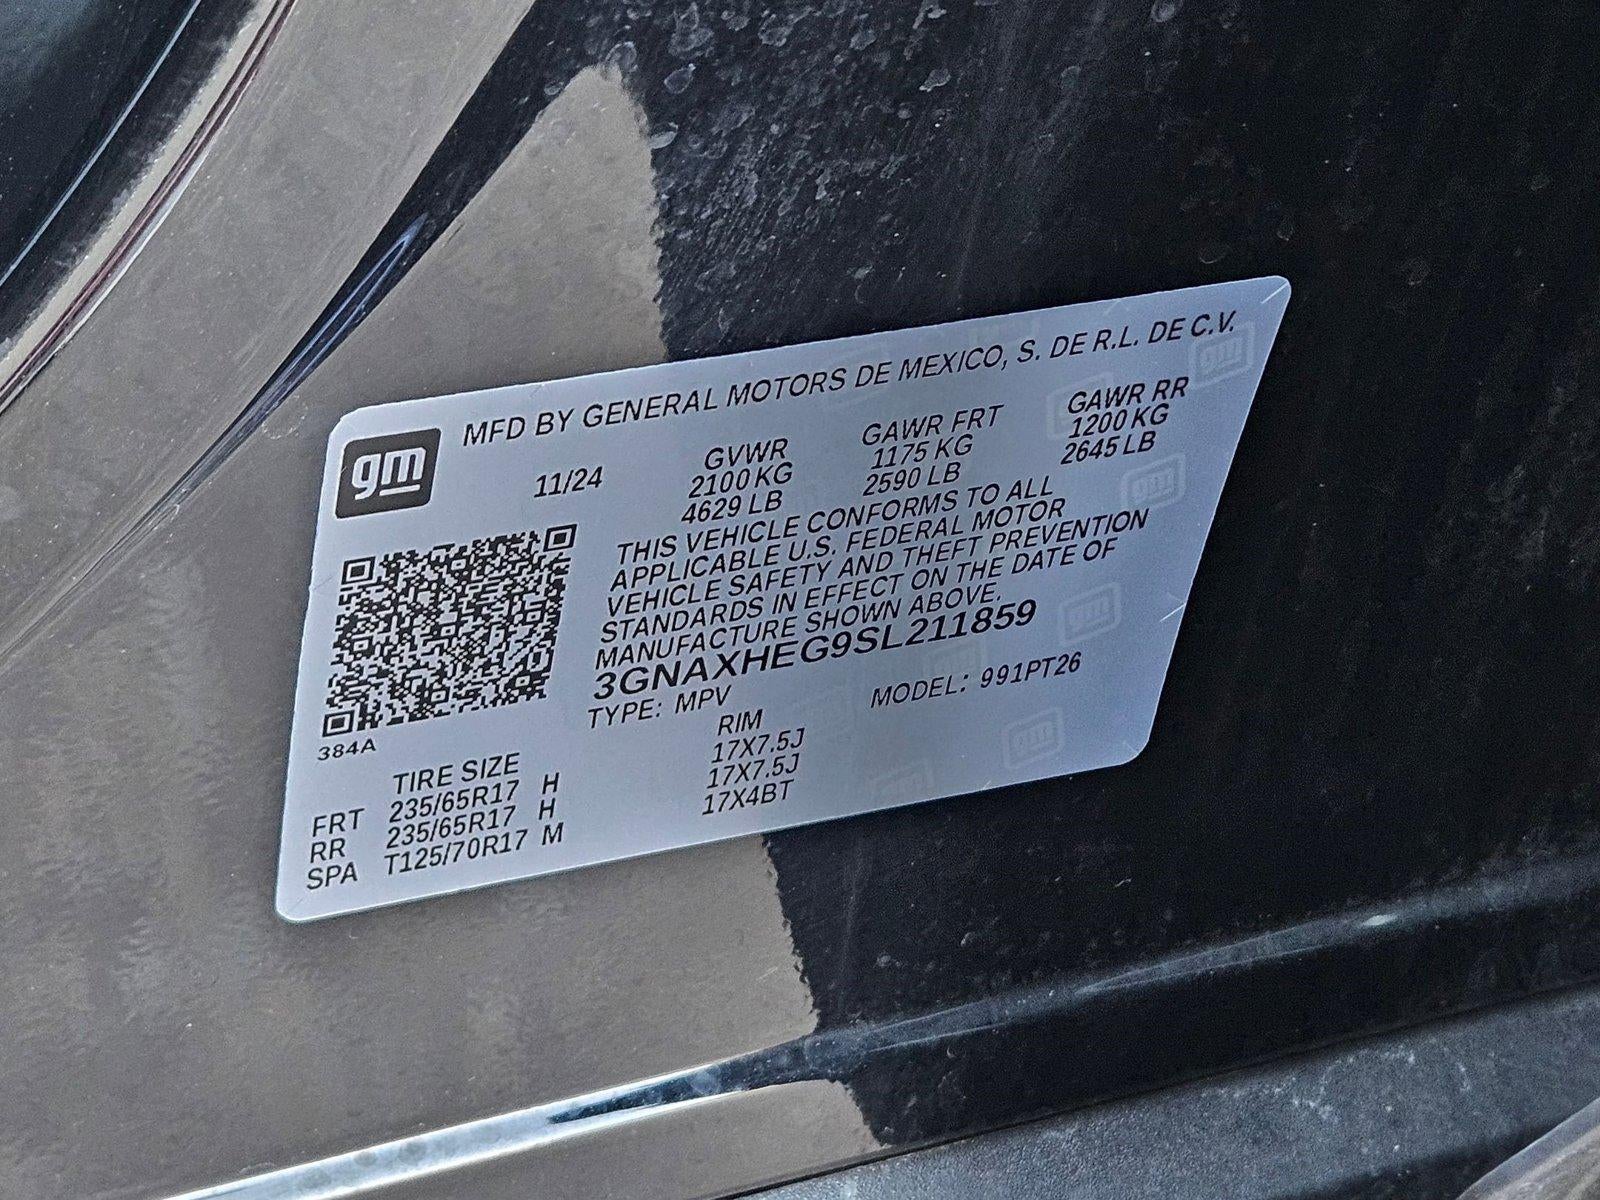 MFD BY GENERAL MOTORS DE MEXICO, S. DE R.L. DE C.V.
gm
11/24
GVWR
2100 KG
4629 LB
GAWR FRT
1175 KG
2590 LB
GAWR RR
1200 KG
2645 LB
THIS VEHICLE CONFORMS TO ALL
APPLICABLE U.S. FEDERAL MOTOR
VEHICLE SAFETY AND THEFT PREVENTION
STANDARDS IN EFFECT ON THE DATE OF
MANUFACTURE SHOWN ABOVE.
3GNAXHEG9SL211859
TYPE: MPV
MODEL: 991PT26
384A
TIRE SIZE
RIM
FRT 235/65R17 H 17X7.5J
RR 235/65R17 H 17X7.5J
SPA T125/70R17 M 17X4BT